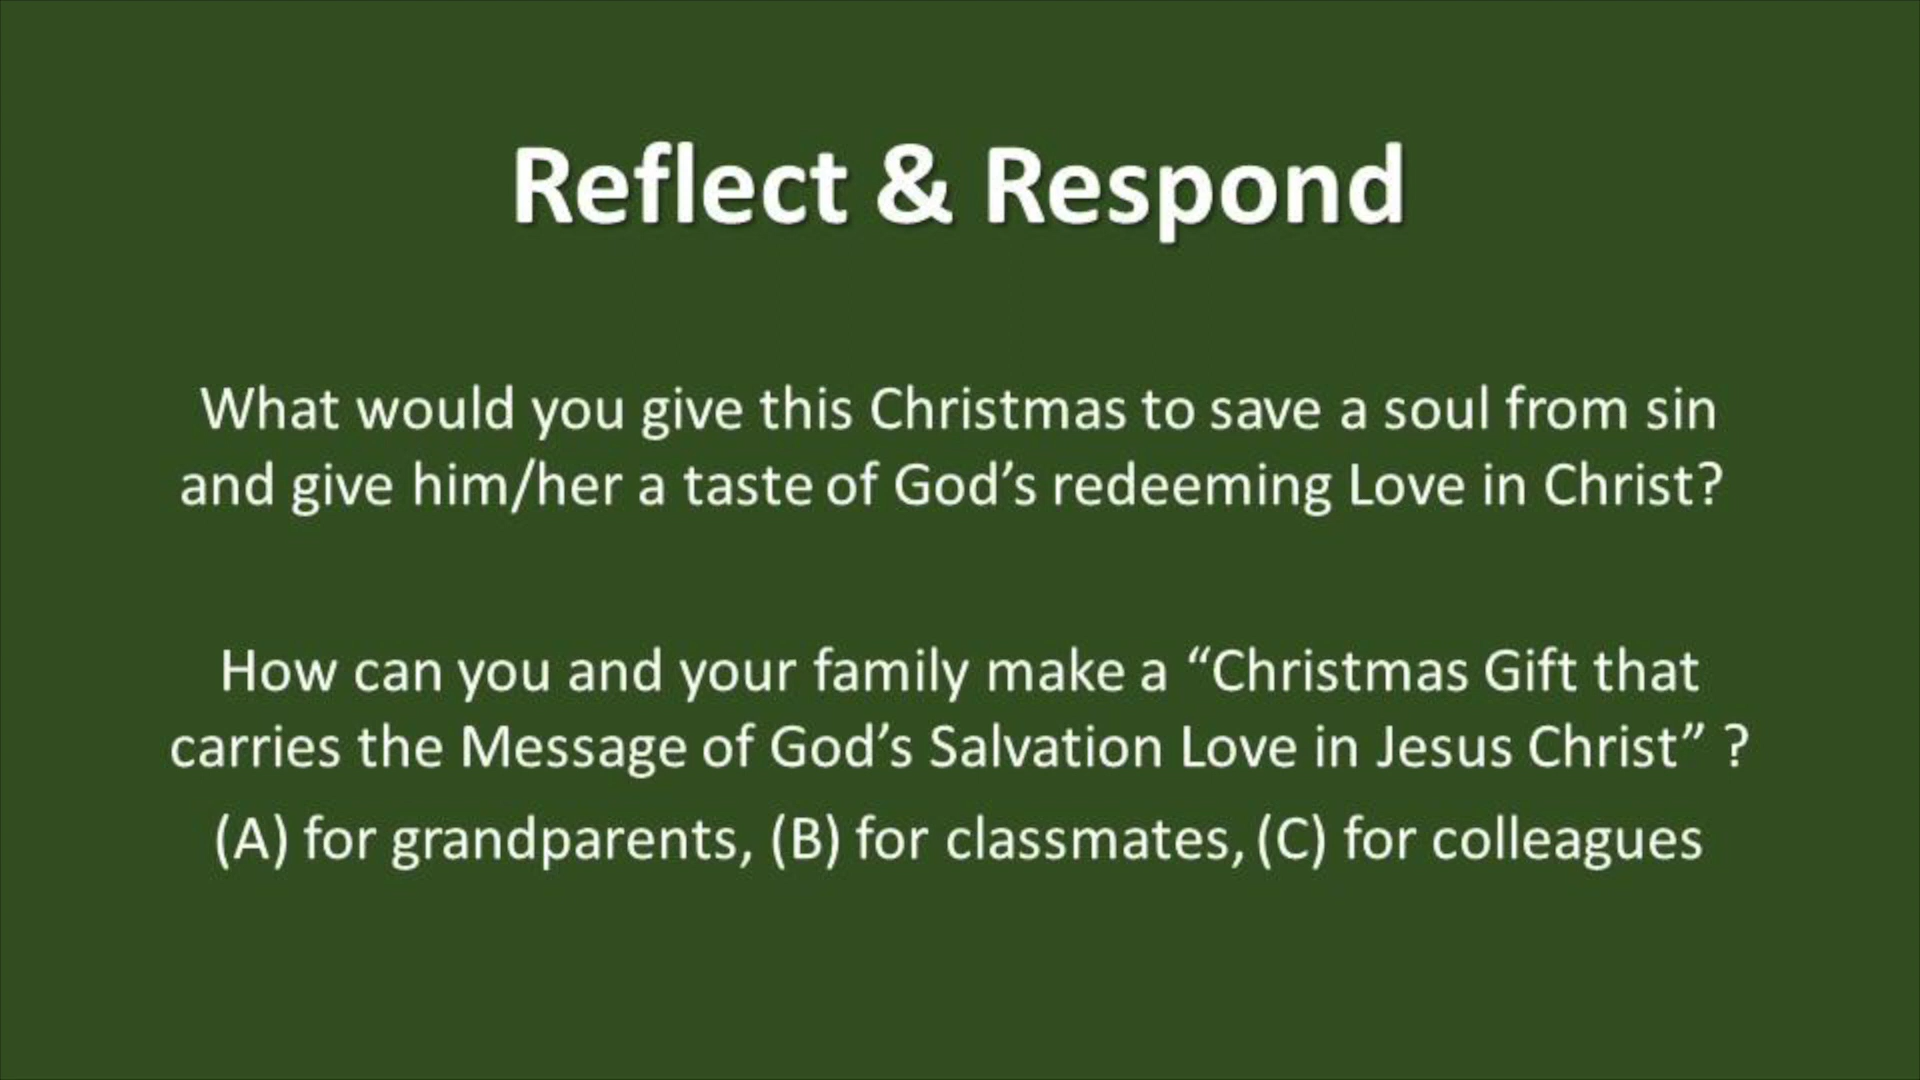 Reflect & Respond
What would you give this Christmas to save a soul from sin
and give him/her a taste of God’s redeeming Love in Christ?
How can you and your family make a “Christmas Gift that
carries the Message of God’s Salvation Love in Jesus Christ” ?
(A) for grandparents, (B) for classmates, (C) for colleagues